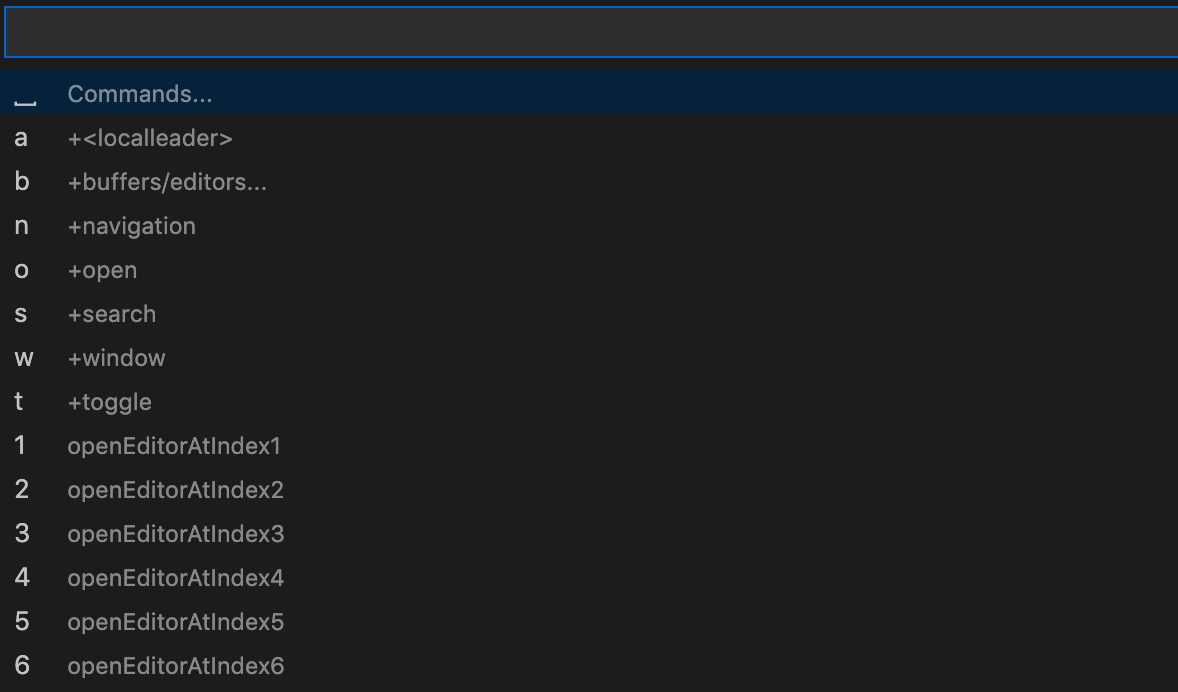 ␣ Commands...
a +<localleader>
b +buffers/editors...
n +navigation
o +open
s +search
w +window
t +toggle
1 openEditorAtIndex1
2 openEditorAtIndex2
3 openEditorAtIndex3
4 openEditorAtIndex4
5 openEditorAtIndex5
6 openEditorAtIndex6